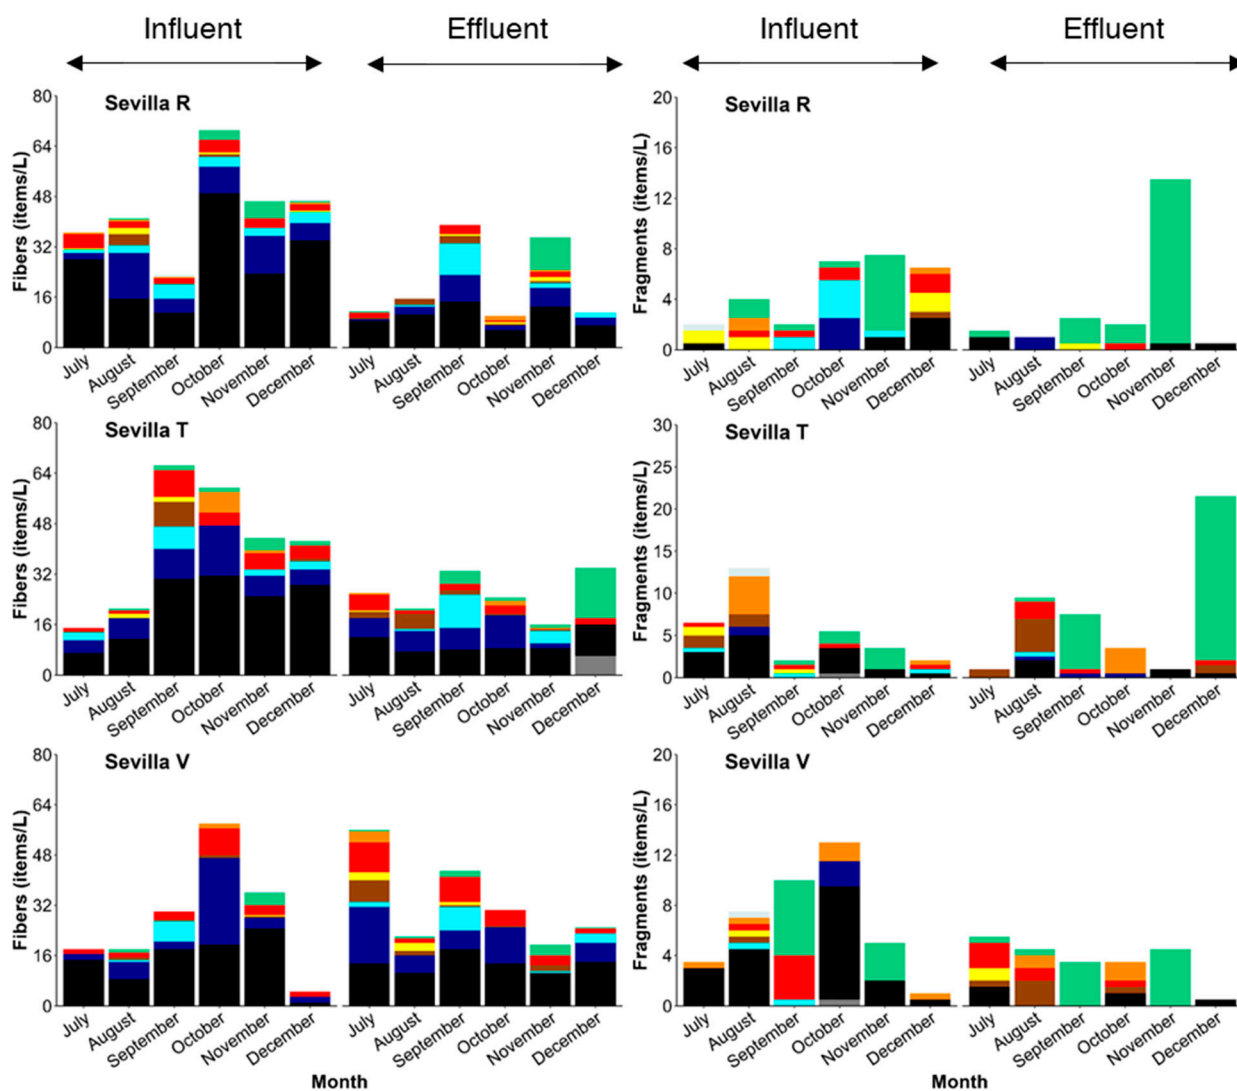 Influent Effluent Influent Effluent
Sevilla R
Fibers (items/L)
80
64
48
32
16
0
July August September October November December July August September October November December
Sevilla R
Fragments (items/L)
20
16
12
8
4
0
July August September October November December July August September October November December
Sevilla T
Fibers (items/L)
80
64
48
32
16
0
July August September October November December July August September October November December
Sevilla T
Fragments (items/L)
30
25
20
15
10
5
0
July August September October November December July August September October November December
Sevilla V
Fibers (items/L)
80
64
48
32
16
0
July August September October November December July August September October November December
Month
Sevilla V
Fragments (items/L)
20
16
12
8
4
0
July August September October November December July August September October November December
Month